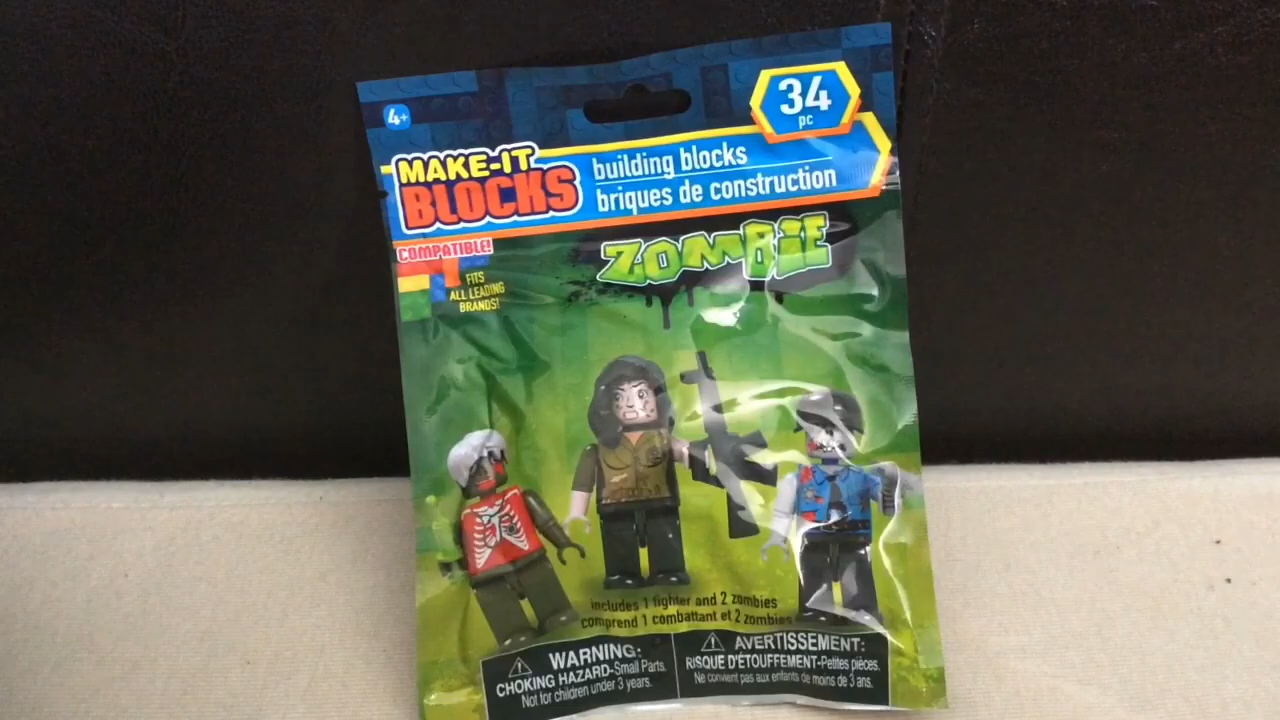 4+
34
pc
MAKE-IT
BLOCKS
building blocks
briques de construction
COMPATIBLE!
FITS
ALL LEADING
BRANDS!
ZOMBIE
includes 1 fighter and 2 zombies
comprend 1 combattant et 2 zombies
WARNING:
CHOKING HAZARD-Small Parts.
Not for children under 3 years.
AVERTISSEMENT:
RISQUE D'ÉTOUFFEMENT-Petites pièces.
Ne convient pas aux enfants de moins de 3 ans.